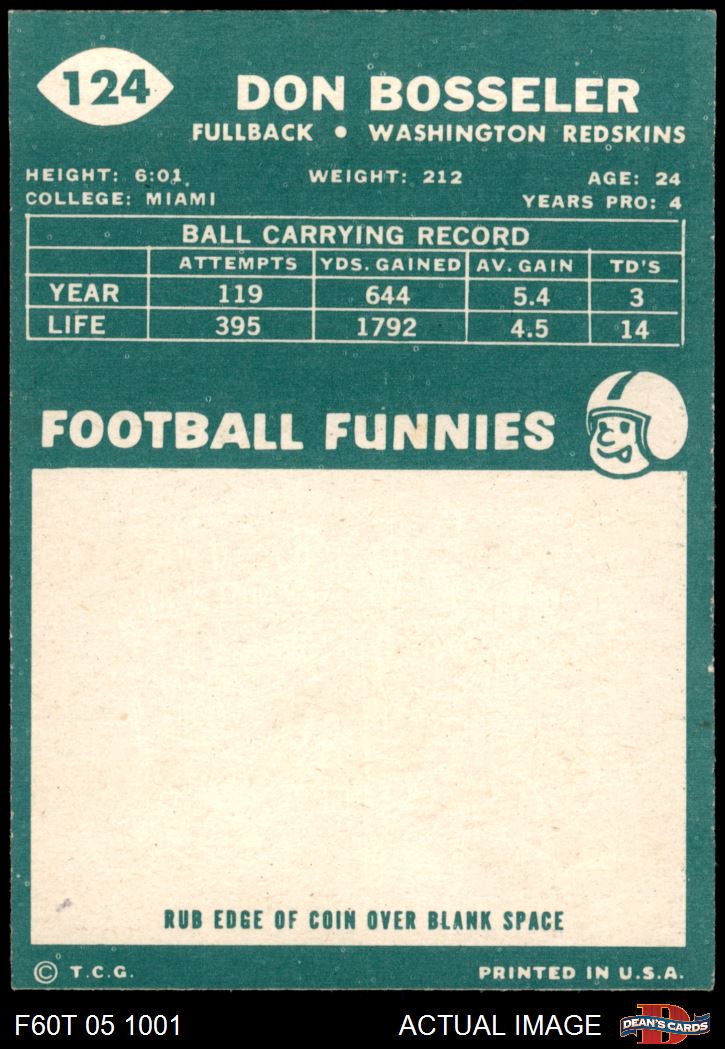 124
DON BOSSELER
FULLBACK • WASHINGTON REDSKINS
HEIGHT: 6:01 WEIGHT: 212 AGE: 24
COLLEGE: MIAMI YEARS PRO: 4
BALL CARRYING RECORD
ATTEMPTS YDS. GAINED AV. GAIN TD'S
YEAR 119 644 5.4 3
LIFE 395 1792 4.5 14
FOOTBALL FUNNIES
RUB EDGE OF COIN OVER BLANK SPACE
© T.C.G. PRINTED IN U.S.A.
F60T 05 1001 ACTUAL IMAGE D DEAN'S CARDS